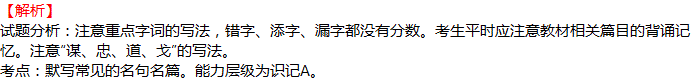 【解析】
试题分析：注意重点字词的写法，错字、添字、漏字都没有分数。考生平时应注意教材相关篇目的背诵记
忆。注意“谋、忠、道、戈”的写法。
考点：默写常见的名句名篇。能力层级为识记A。